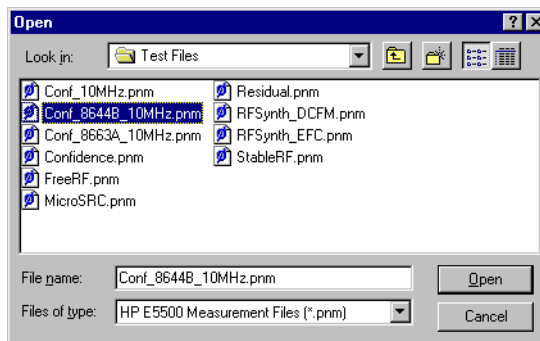 Open
Look in: Test Files
Conf_10MHz.pnm
Conf_8644B_10MHz.pnm
Conf_8663A_10MHz.pnm
Confidence.pnm
FreeRF.pnm
MicroSRC.pnm
Residual.pnm
RFSynth_DCFM.pnm
RFSynth_EFC.pnm
StableRF.pnm
File name: Conf_8644B_10MHz.pnm Open
Files of type: HP E5500 Measurement Files (*.pnm) Cancel